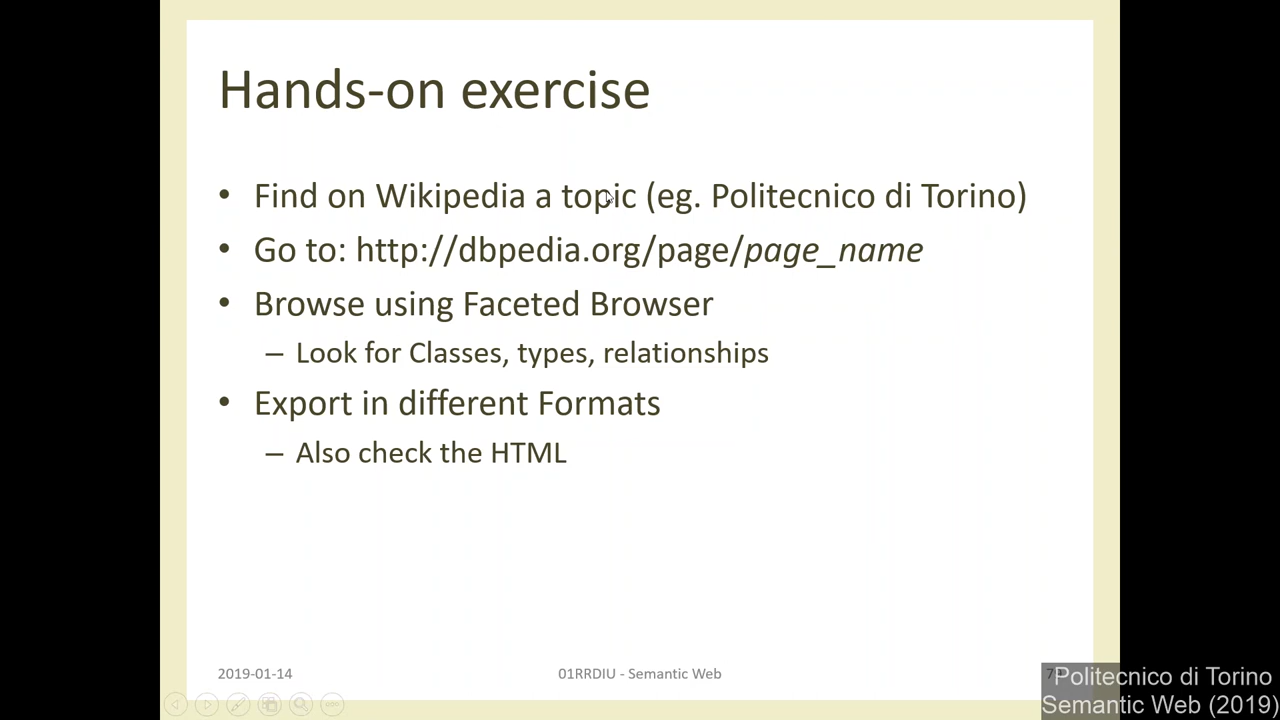 Hands-on exercise
• Find on Wikipedia a topic (eg. Politecnico di Torino)
• Go to: http://dbpedia.org/page/page_name
• Browse using Faceted Browser
– Look for Classes, types, relationships
• Export in different Formats
– Also check the HTML
2019-01-14
01RRDIU - Semantic Web
Politecnico di Torino
Semantic Web (2019)